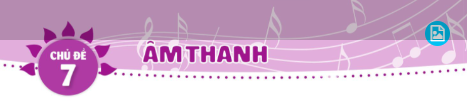 CHỦ ĐỀ
7
ÂM THANH